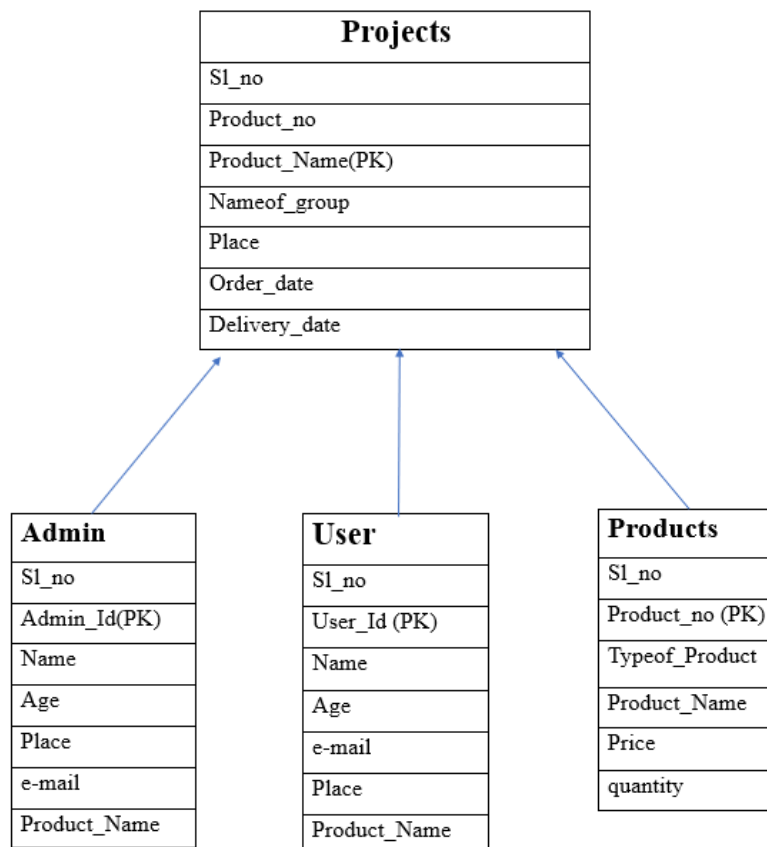 Projects
Sl_no
Product_no
Product_Name(PK)
Nameof_group
Place
Order_date
Delivery_date
Admin
Sl_no
Admin_Id(PK)
Name
Age
Place
e-mail
Product_Name
User
Sl_no
User_Id (PK)
Name
Age
e-mail
Place
Product_Name
Products
Sl_no
Product_no (PK)
Typeof_Product
Product_Name
Price
quantity